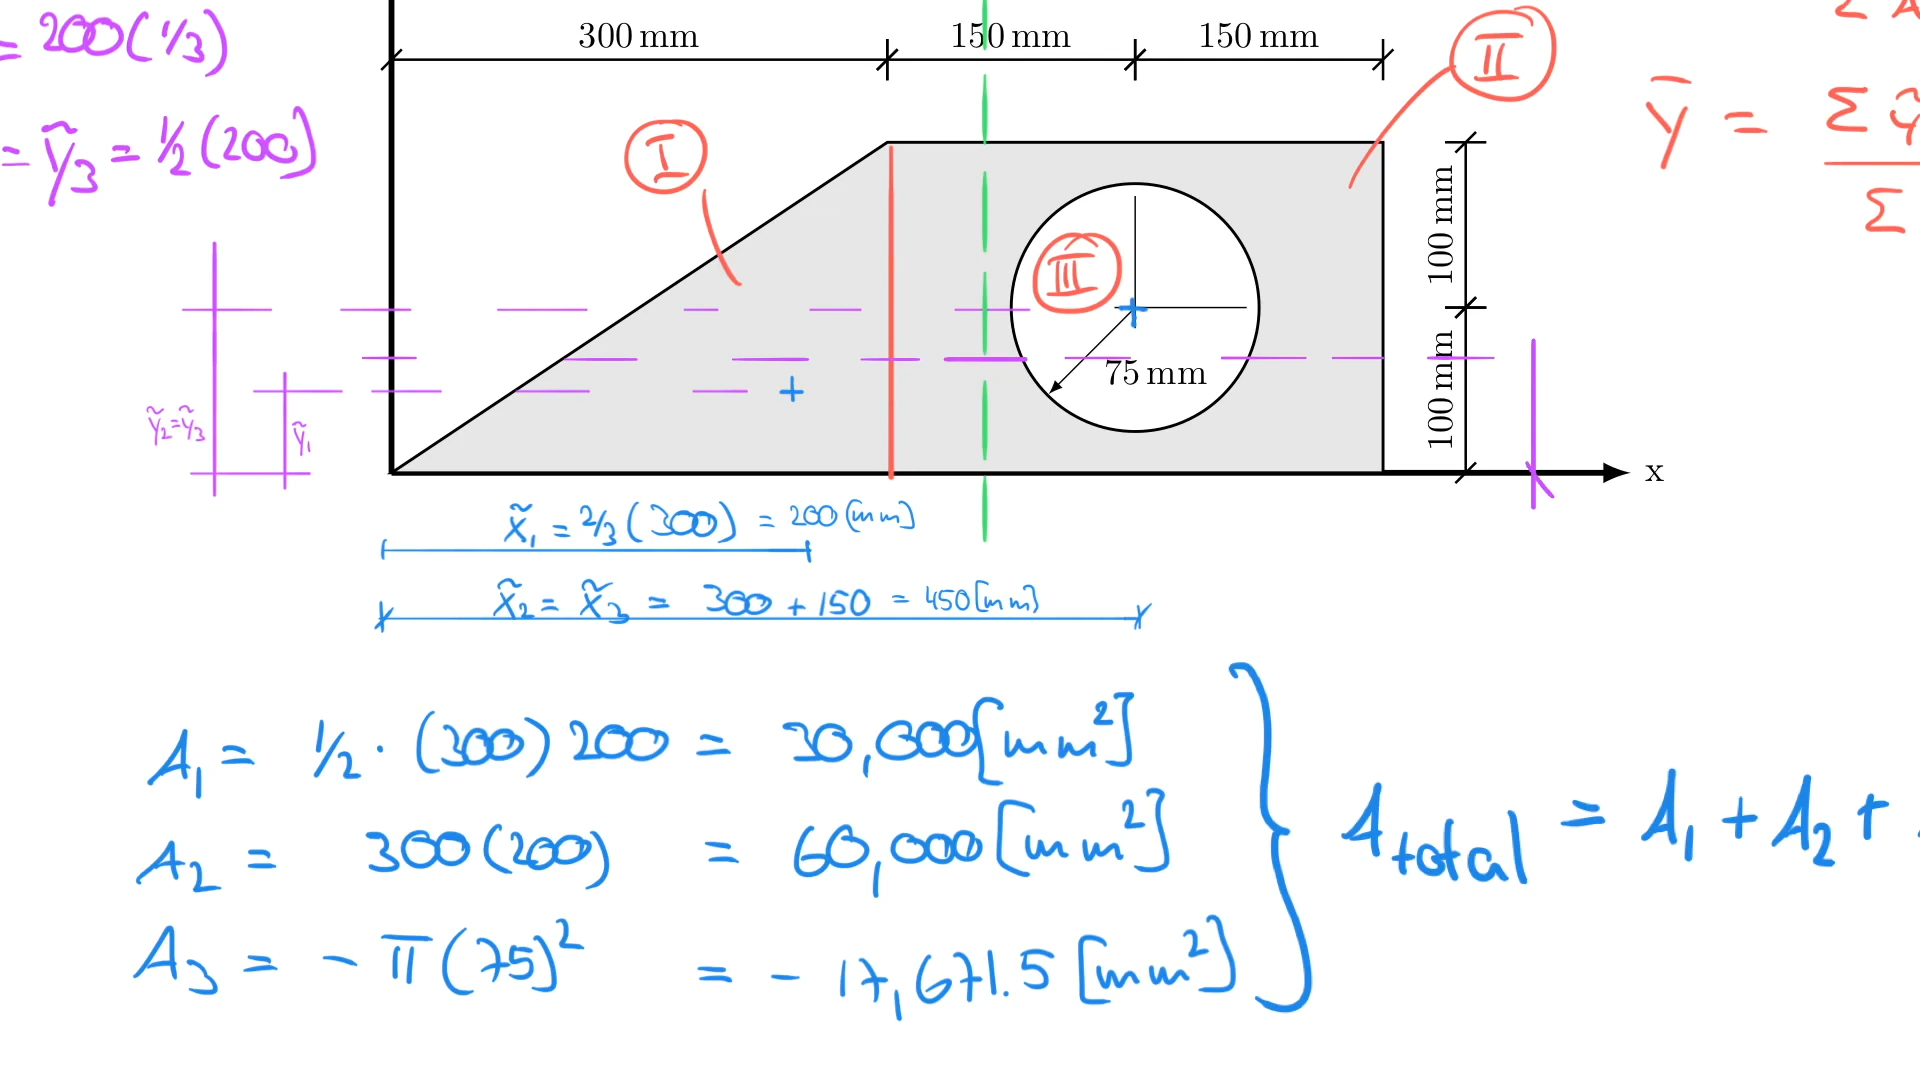 = 200(1/3)
= ỹ3 = 1/2(200)
300 mm 150 mm 150 mm
I
II
III
75 mm
100 mm
100 mm
x
ỹ2=ỹ3
ỹ1
Σ A
ȳ = Σ ỹ
Σ
x̃1 = 2/3(300) = 200[mm]
x̃2 = x̃3 = 300 + 150 = 450[mm]
A1 = 1/2 · (300) 200 = 30,000[mm²]
A2 = 300(200) = 60,000[mm²]
A3 = - π(75)² = - 17,671.5[mm²]
Atotal = A1 + A2 +